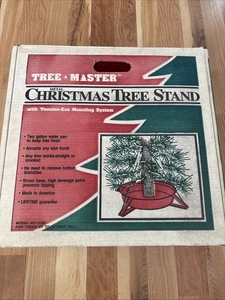 TREE • MASTER
METAL
CHRISTMAS TREE STAND
with Tension-Eze Mounting System
• Two gallon water pan
to keep tree fresh
• Accepts any size trunk
• Any tree works-straight or
crooked
• No need to remove bottom
branches
• Broad base, high leverage point
prevents tipping
• Made in America
• LIFETIME guarantee